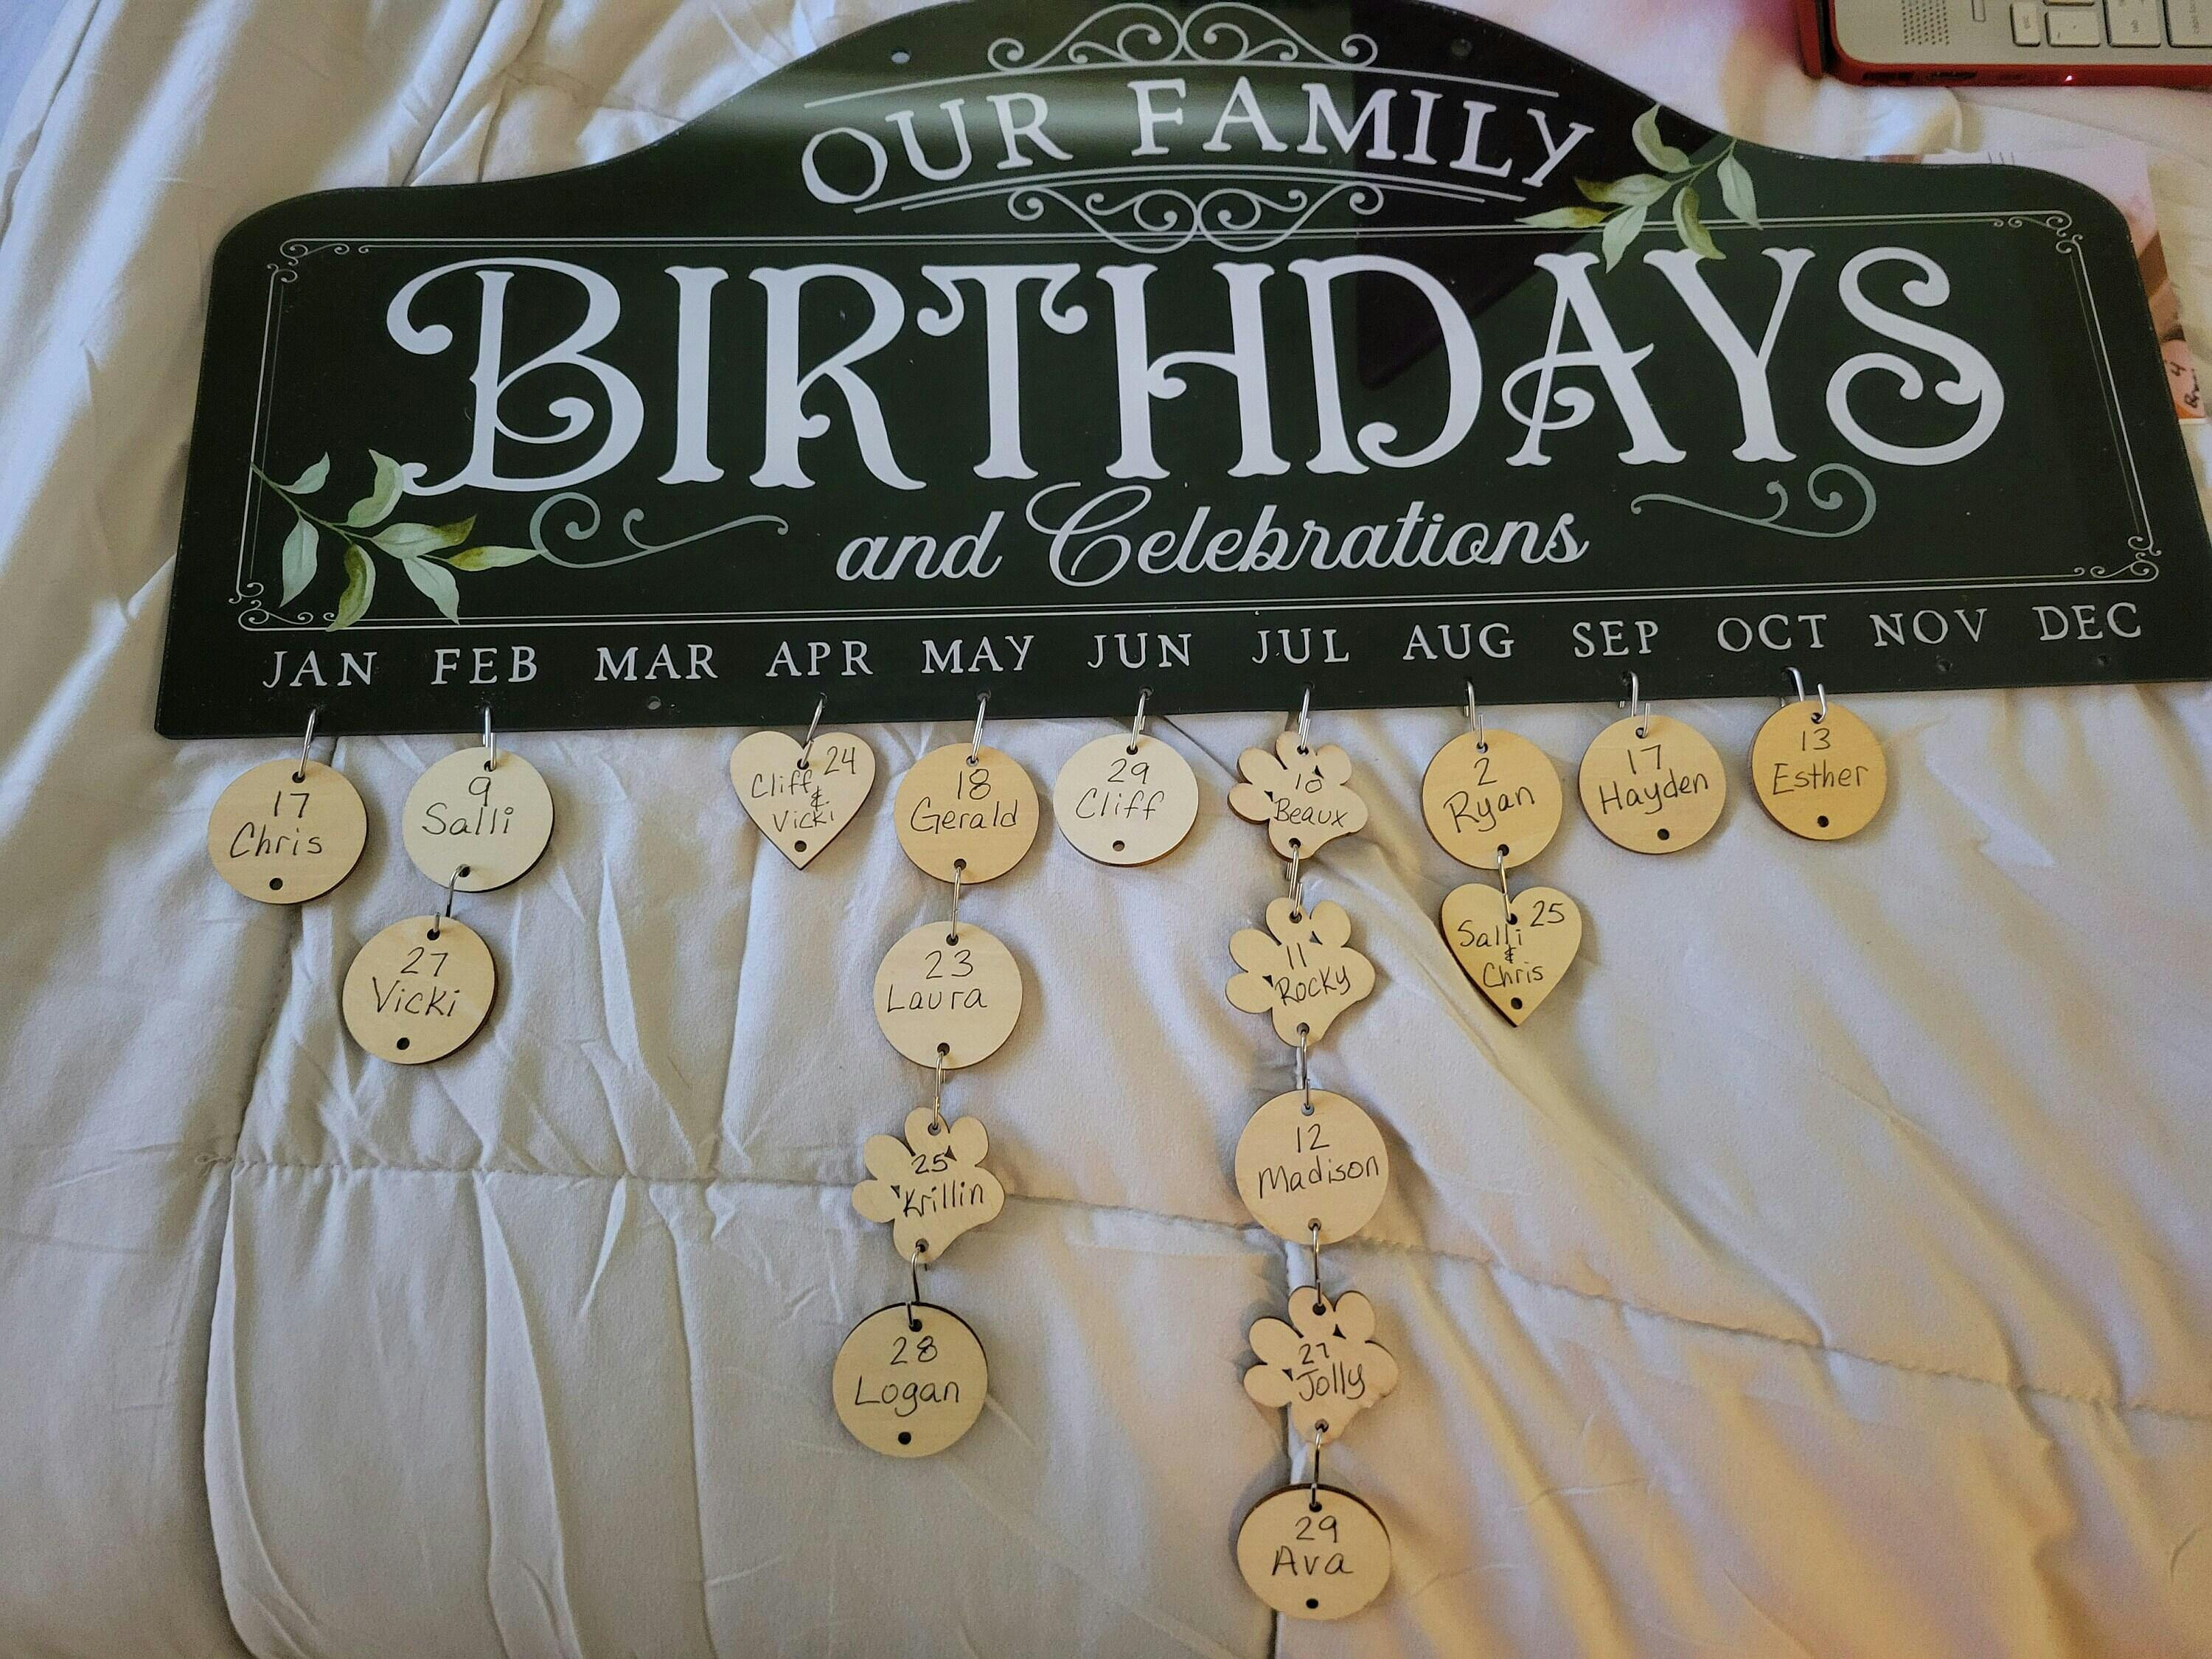 OUR FAMILY
BIRTHDAYS
and Celebrations
JAN FEB MAR APR MAY JUN JUL AUG SEP OCT NOV DEC
17
Chris
9
Salli
27
Vicki
Cliff 24
&
Vicki
18
Gerald
23
Laura
25
Krillin
28
Logan
29
Cliff
10
Beaux
11
Rocky
12
Madison
27
Jolly
29
Ava
2
Ryan
Salli 25
&
Chris
17
Hayden
13
Esther